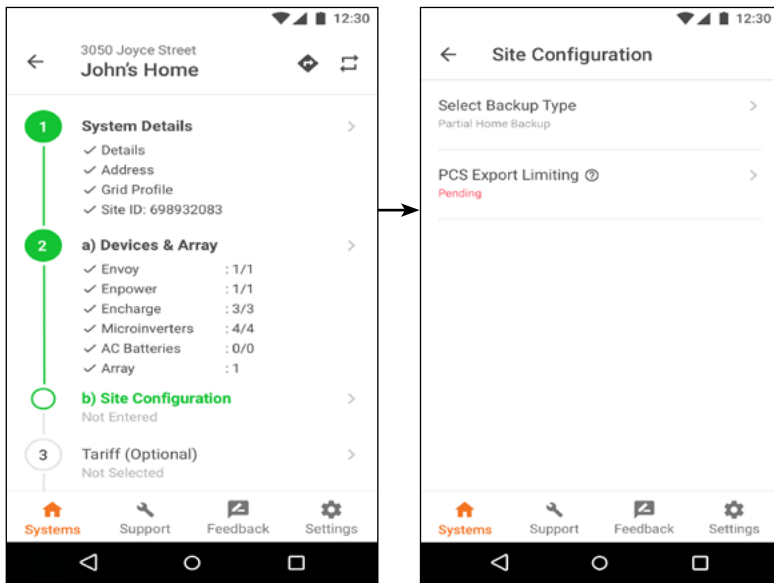 12:30
3050 Joyce Street
John's Home
1
System Details
Details
Address
Grid Profile
Site ID: 698932083
2
a) Devices & Array
Envoy : 1/1
Enpower : 1/1
Encharge : 3/3
Microinverters : 4/4
AC Batteries : 0/0
Array : 1
b) Site Configuration
Not Entered
3
Tariff (Optional)
Not Selected
Systems Support Feedback Settings
12:30
Site Configuration
Select Backup Type
Partial Home Backup
PCS Export Limiting
Pending
Systems Support Feedback Settings